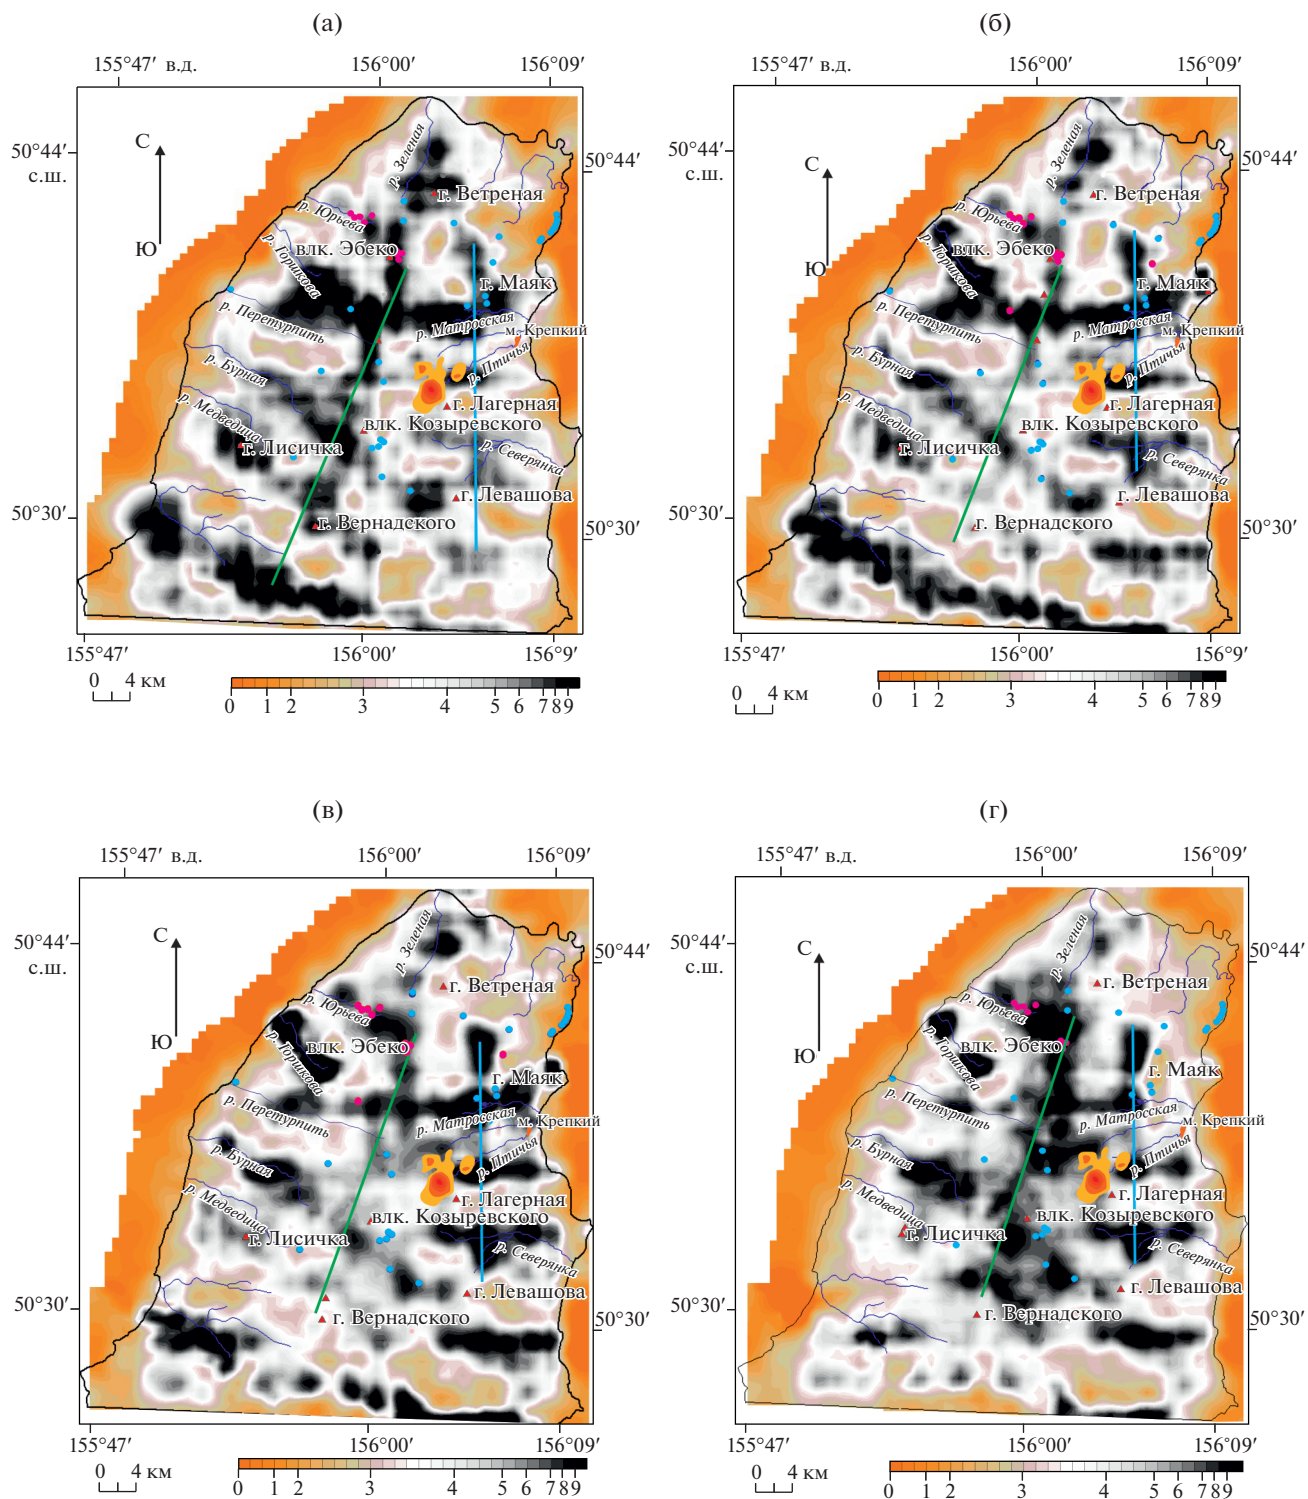 (а)
155°47′ в.д.
156°00′
156°09′
50°44′
с.ш.
50°44′
С
Ю
р. Зеленая
г. Ветреная
р. Юрьева
влк. Эбеко
р. Горшкова
г. Маяк
р. Перетурпить
р. Матросская
м. Крепкий
р. Бурная
р. Птичья
р. Медведица
г. Лагерная
влк. Козыревского
г. Лисичка
р. Северянка
г. Левашова
50°30′
г. Вернадского
50°30′
155°47′
156°00′
156°9′
0 4 км
0 1 2 3 4 5 6 7 8 9
(б)
155°47′ в.д.
156°00′
156°09′
50°44′
с.ш.
50°44′
С
Ю
р. Зеленая
г. Ветреная
р. Юрьева
влк. Эбеко
р. Горшкова
г. Маяк
р. Перетурпить
р. Матросская
м. Крепкий
р. Бурная
р. Птичья
р. Медведица
г. Лагерная
влк. Козыревского
г. Лисичка
р. Северянка
г. Левашова
50°30′
г. Вернадского
50°30′
155°47′
156°00′
156°9′
0 4 км
0 1 2 3 4 5 6 7 8 9
(в)
155°47′ в.д.
156°00′
156°09′
50°44′
с.ш.
50°44′
С
Ю
р. Зеленая
г. Ветреная
р. Юрьева
влк. Эбеко
р. Горшкова
г. Маяк
р. Перетурпить
р. Матросская
м. Крепкий
р. Бурная
р. Птичья
р. Медведица
г. Лагерная
влк. Козыревского
г. Лисичка
р. Северянка
г. Левашова
50°30′
г. Вернадского
50°30′
155°47′
156°00′
156°09′
0 4 км
0 1 2 3 4 5 6 7 8 9
(г)
155°47′ в.д.
156°00′
156°09′
50°44′
с.ш.
50°44′
С
Ю
р. Зеленая
г. Ветреная
р. Юрьева
влк. Эбеко
р. Горшкова
г. Маяк
р. Перетурпить
р. Матросская
м. Крепкий
р. Бурная
р. Птичья
р. Медведица
г. Лагерная
влк. Козыревского
г. Лисичка
р. Северянка
г. Левашова
50°30′
г. Вернадского
50°30′
155°47′
156°00′
156°09′
0 4 км
0 1 2 3 4 5 6 7 8 9